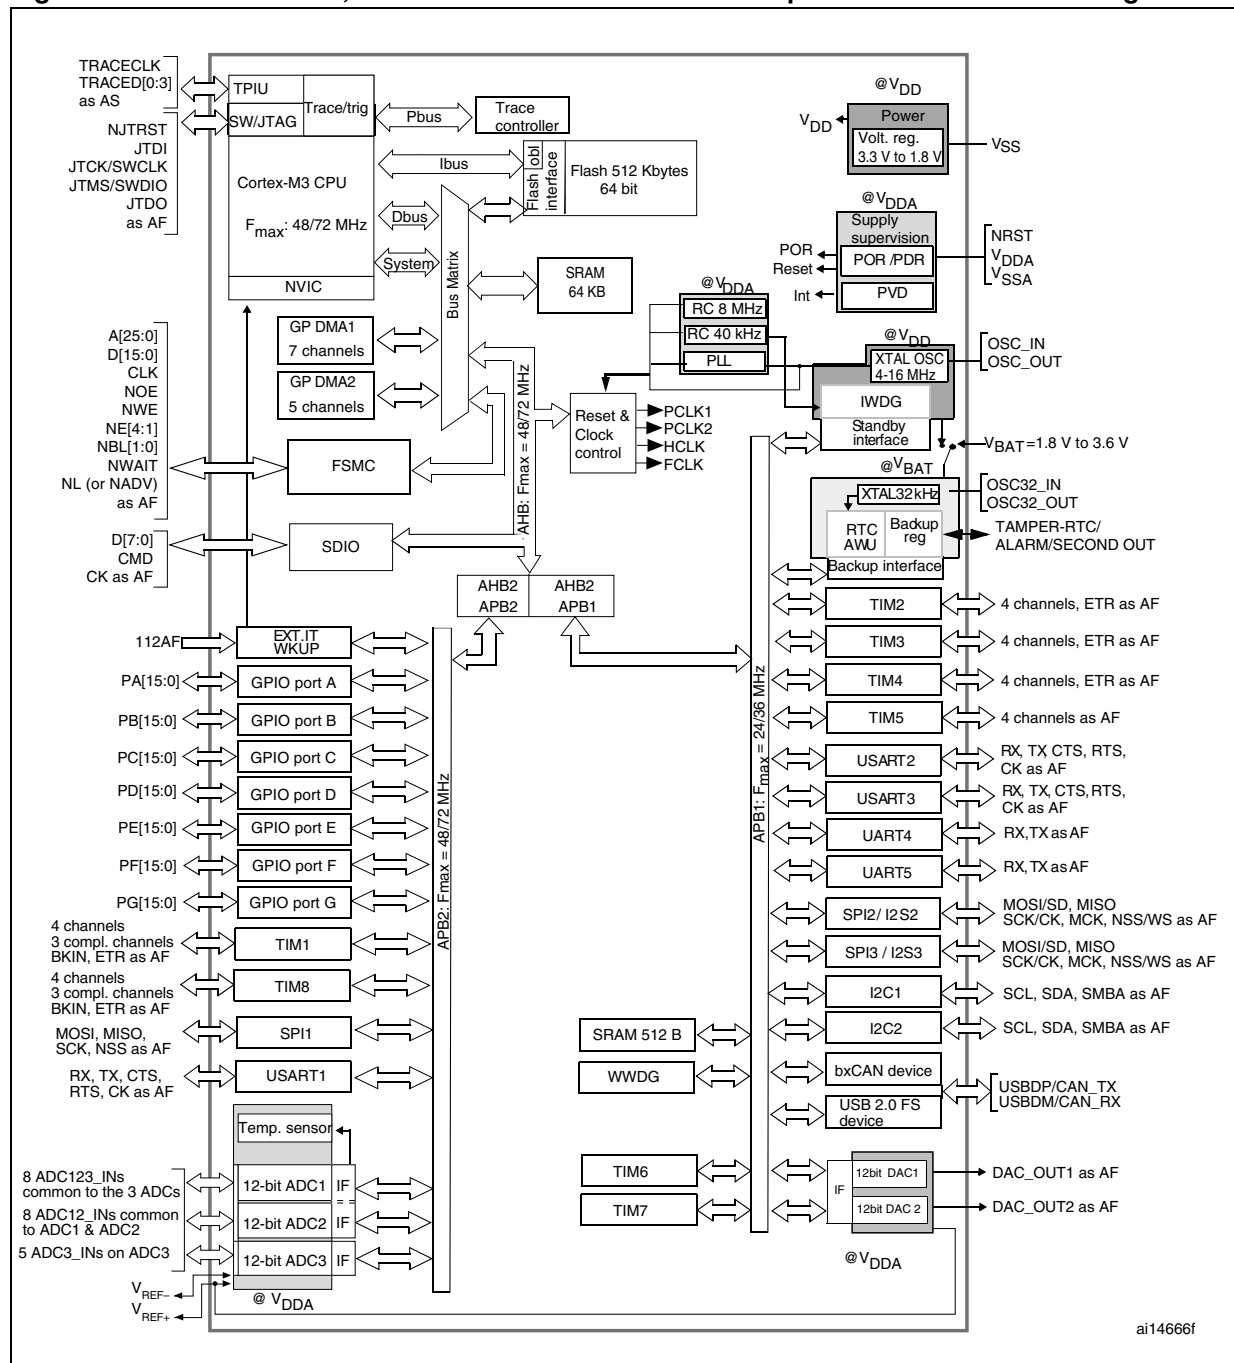 TRACECLK
TRACED[0:3]
as AS
NJTRST
JTDI
JTCK/SWCLK
JTMS/SWDIO
JTDO
as AF
TPIU
SW/JTAG
Trace/trig
Pbus
Trace
controller
Cortex-M3 CPU
Fmax: 48/72 MHz
NVIC
Ibus
Dbus
System
Flash obl
interface
Flash 512 Kbytes
64 bit
Bus Matrix
SRAM
64 KB
GP DMA1
7 channels
GP DMA2
5 channels
A[25:0]
D[15:0]
CLK
NOE
NWE
NE[4:1]
NBL[1:0]
NWAIT
NL (or NADV)
as AF
FSMC
D[7:0]
CMD
CK as AF
SDIO
AHB: Fmax = 48/72 MHz
@VDDA
RC 8 MHz
RC 40 kHz
PLL
Reset &
Clock
control
PCLK1
PCLK2
HCLK
FCLK
@VDD
VDD
Power
Volt. reg.
3.3 V to 1.8 V
VSS
@VDDA
Supply
supervision
POR
Reset
Int
POR /PDR
PVD
NRST
VDDA
VSSA
@VDD
XTAL OSC
4-16 MHz
OSC_IN
OSC_OUT
IWDG
Standby
interface
VBAT=1.8 V to 3.6 V
@VBAT
XTAL32kHz
OSC32_IN
OSC32_OUT
RTC
AWU
Backup
reg
TAMPER-RTC/
ALARM/SECOND OUT
Backup interface
AHB2
APB2
AHB2
APB1
112AF
EXT.IT
WKUP
PA[15:0]
GPIO port A
PB[15:0]
GPIO port B
PC[15:0]
GPIO port C
PD[15:0]
GPIO port D
PE[15:0]
GPIO port E
PF[15:0]
GPIO port F
PG[15:0]
GPIO port G
4 channels
3 compl. channels
BKIN, ETR as AF
TIM1
4 channels
3 compl. channels
BKIN, ETR as AF
TIM8
MOSI, MISO,
SCK, NSS as AF
SPI1
RX, TX, CTS,
RTS, CK as AF
USART1
APB2: Fmax = 48/72 MHz
Temp. sensor
8 ADC123_INs
common to the 3 ADCs
12-bit ADC1
IF
8 ADC12_INs common
to ADC1 & ADC2
12-bit ADC2
IF
5 ADC3_INs on ADC3
12-bit ADC3
IF
VREF–
VREF+
@ VDDA
APB1: Fmax = 24/36 MHz
TIM2
4 channels, ETR as AF
TIM3
4 channels, ETR as AF
TIM4
4 channels, ETR as AF
TIM5
4 channels as AF
USART2
RX, TX, CTS, RTS,
CK as AF
USART3
RX, TX, CTS, RTS,
CK as AF
UART4
RX,TX as AF
UART5
RX, TX as AF
SPI2/ I2S2
MOSI/SD, MISO
SCK/CK, MCK, NSS/WS as AF
SPI3 / I2S3
MOSI/SD, MISO
SCK/CK, MCK, NSS/WS as AF
I2C1
SCL, SDA, SMBA as AF
I2C2
SCL, SDA, SMBA as AF
SRAM 512 B
WWDG
bxCAN device
USB 2.0 FS
device
USBDP/CAN_TX
USBDM/CAN_RX
TIM6
TIM7
IF
12bit DAC1
12bit DAC 2
DAC_OUT1 as AF
DAC_OUT2 as AF
@VDDA
ai14666f